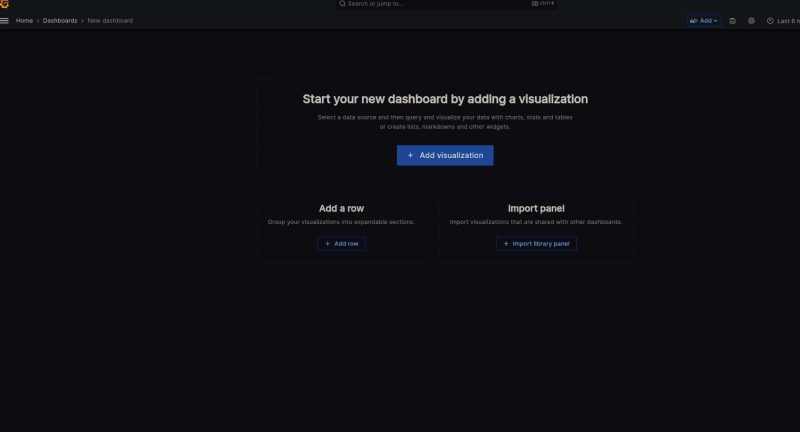 Search or jump to... ctrl+k
Home › Dashboards › New dashboard Add Last 6 h
Start your new dashboard by adding a visualization
Select a data source and then query and visualize your data with charts, stats and tables
or create lists, markdowns and other widgets.
+ Add visualization
Add a row
Group your visualizations into expandable sections.
+ Add row
Import panel
Import visualizations that are shared with other dashboards.
+ Import library panel